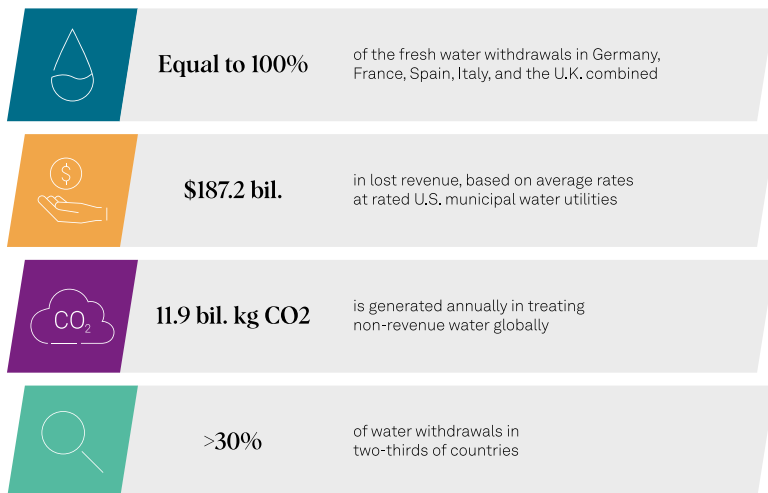 Equal to 100%
of the fresh water withdrawals in Germany,
France, Spain, Italy, and the U.K. combined
$
$187.2 bil.
in lost revenue, based on average rates
at rated U.S. municipal water utilities
CO₂
11.9 bil. kg CO2
is generated annually in treating
non-revenue water globally
>30%
of water withdrawals in
two-thirds of countries